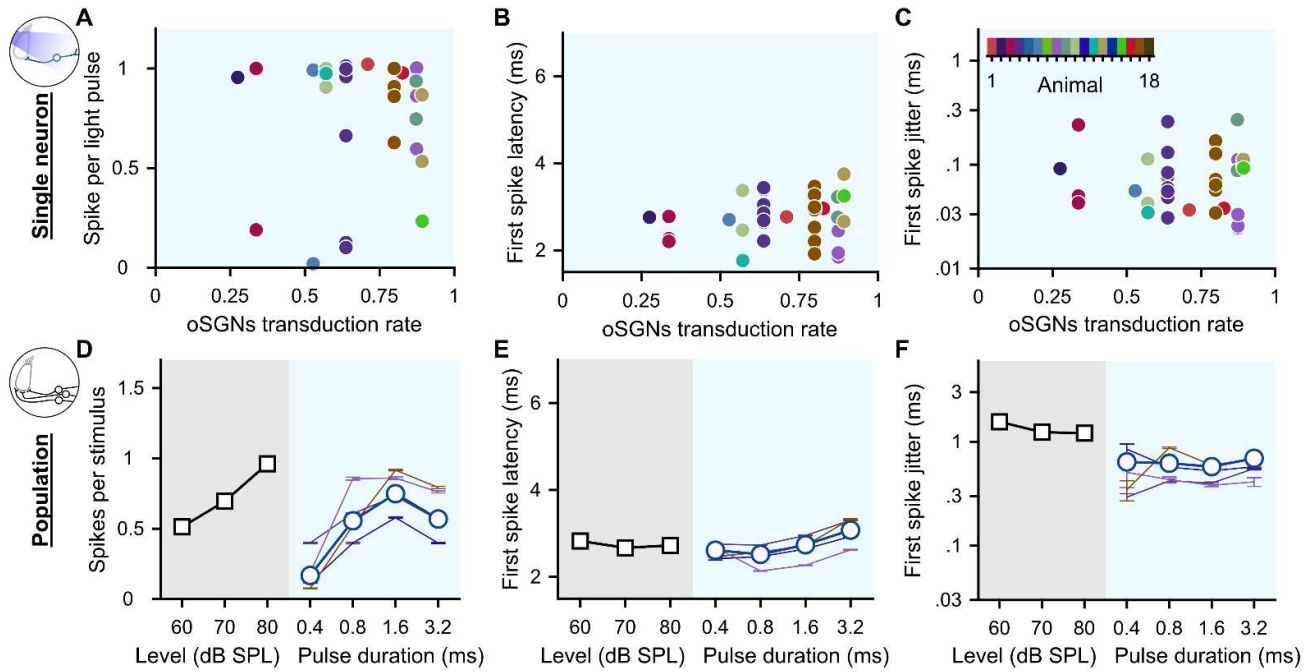 A
B
C
Single neuron
Spike per light pulse
1
0.5
0
0
0.25
0.5
0.75
1
oSGNs transduction rate
First spike latency (ms)
6
4
2
0
0.25
0.5
0.75
1
oSGNs transduction rate
First spike jitter (ms)
1
.3
.1
.03
.01
1
Animal
18
0
0.25
0.5
0.75
1
oSGNs transduction rate
D
E
F
Population
Spikes per stimulus
1.5
1
0.5
0
60
70
80
0.4
0.8
1.6
3.2
Level (dB SPL)
Pulse duration (ms)
First spike latency (ms)
6
4
2
60
70
80
0.4
0.8
1.6
3.2
Level (dB SPL)
Pulse duration (ms)
First spike jitter (ms)
3
1
.3
.1
.03
60
70
80
0.4
0.8
1.6
3.2
Level (dB SPL)
Pulse duration (ms)